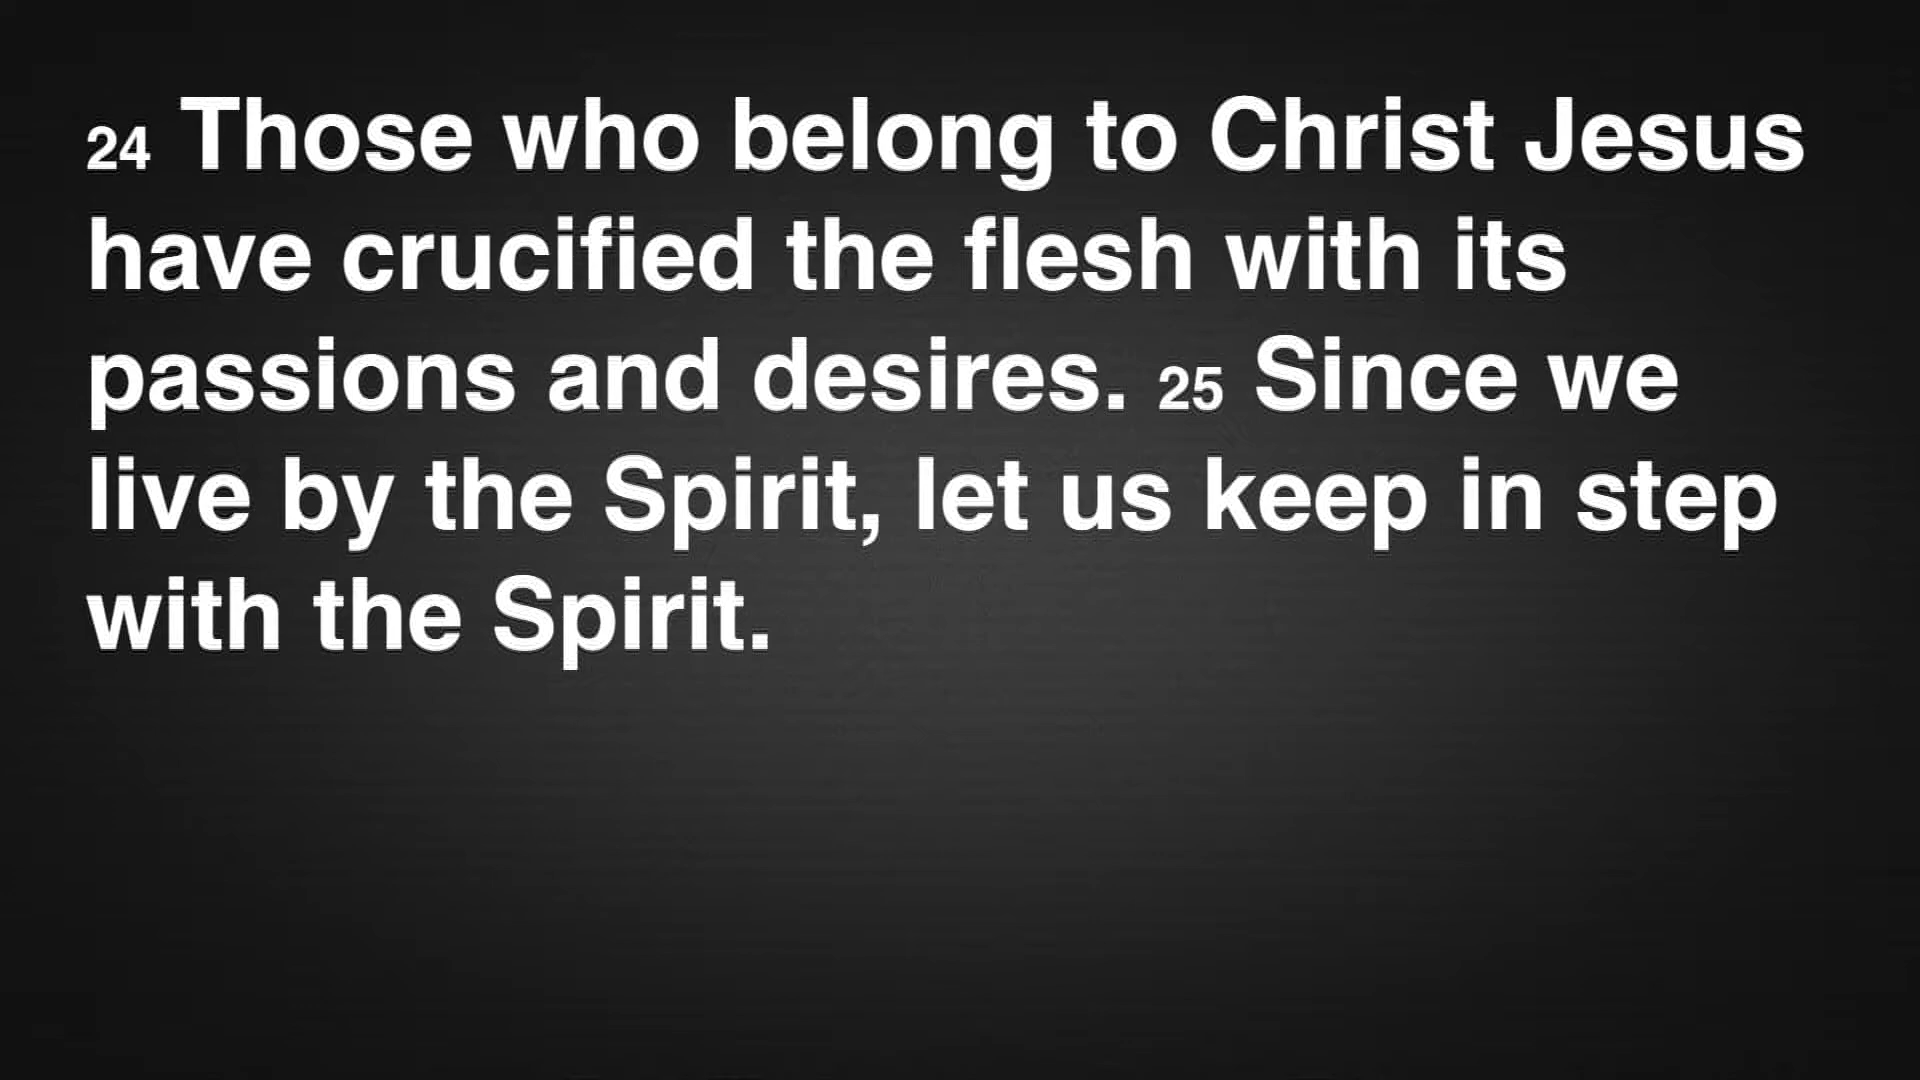 24 Those who belong to Christ Jesus
have crucified the flesh with its
passions and desires. 25 Since we
live by the Spirit, let us keep in step
with the Spirit.